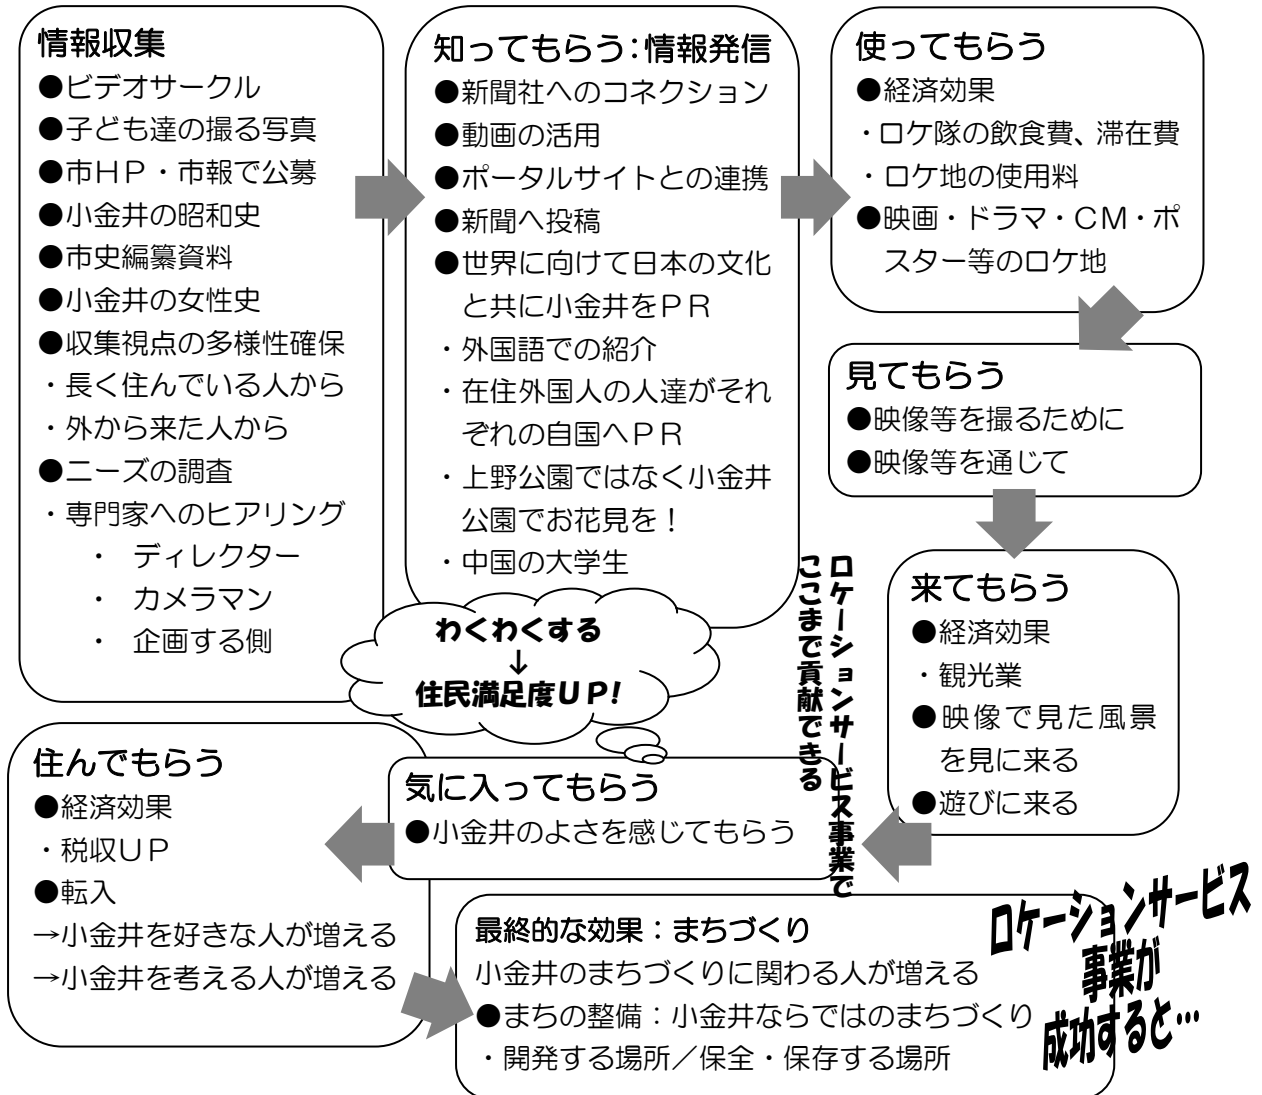 情報収集
●ビデオサークル
●子ども達の撮る写真
●市ＨＰ・市報で公募
●小金井の昭和史
●市史編纂資料
●小金井の女性史
●収集視点の多様性確保
・長く住んでいる人から
・外から来た人から
●ニーズの調査
・専門家へのヒアリング
・　ディレクター
・　カメラマン
・　企画する側
知ってもらう：情報発信
●新聞社へのコネクション
●動画の活用
●ポータルサイトとの連携
●新聞へ投稿
●世界に向けて日本の文化
と共に小金井をＰＲ
・外国語での紹介
・在住外国人の人達がそれ
ぞれの自国へＰＲ
・上野公園ではなく小金井
公園でお花見を！
・中国の大学生
使ってもらう
●経済効果
・ロケ隊の飲食費、滞在費
・ロケ地の使用料
●映画・ドラマ・ＣＭ・ポ
スター等のロケ地
見てもらう
●映像等を撮るために
●映像等を通じて
来てもらう
●経済効果
・観光業
●映像で見た風景
を見に来る
●遊びに来る
ロケーションサービス事業で
ここまで貢献できる
わくわくする
↓
住民満足度ＵＰ！
気に入ってもらう
●小金井のよさを感じてもらう
住んでもらう
●経済効果
・税収ＵＰ
●転入
→小金井を好きな人が増える
→小金井を考える人が増える
最終的な効果：まちづくり
小金井のまちづくりに関わる人が増える
●まちの整備：小金井ならではのまちづくり
・開発する場所／保全・保存する場所
ロケーションサービス
事業が
成功すると…